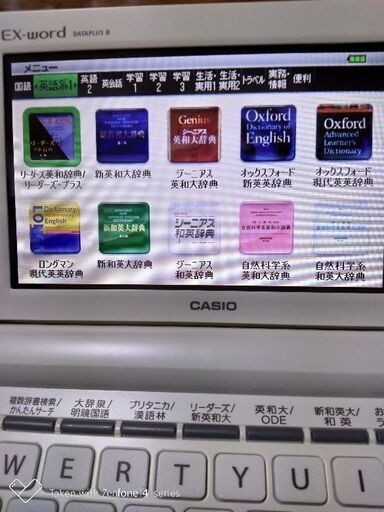 EX-word DATAPLUS 8
メニュー
国語 英語1 英語2 英会話 学習1 学習2 学習3 生活・実用1 生活・実用2 トラベル 実務・情報 便利
Genius
英和大辞典
Oxford
Dictionary of
English
Oxford
Advanced
Learner's
Dictionary
リーダズ英和辞典/
リーダーズ・プラス
新英和大辞典
ジーニアス
英和大辞典
オックスフォード
新英英辞典
オックスフォード
現代英英辞典
Dictionary
English
新和英大辞典
ジーニアス
和英辞典
ロングマン
現代英英辞典
新和英大辞典
ジーニアス
和英辞典
自然科学系
英和大辞典
自然科学系
和英大辞典
CASIO
複数辞書検索/
かんたんサーチ
大辞泉/
明鏡国語
ブリタニカ/
漢語林
リーダーズ/
新英和大
英和大/
ODE
新和英大/
和英
W E R T Y U I
Taken with Zenfone 4 series